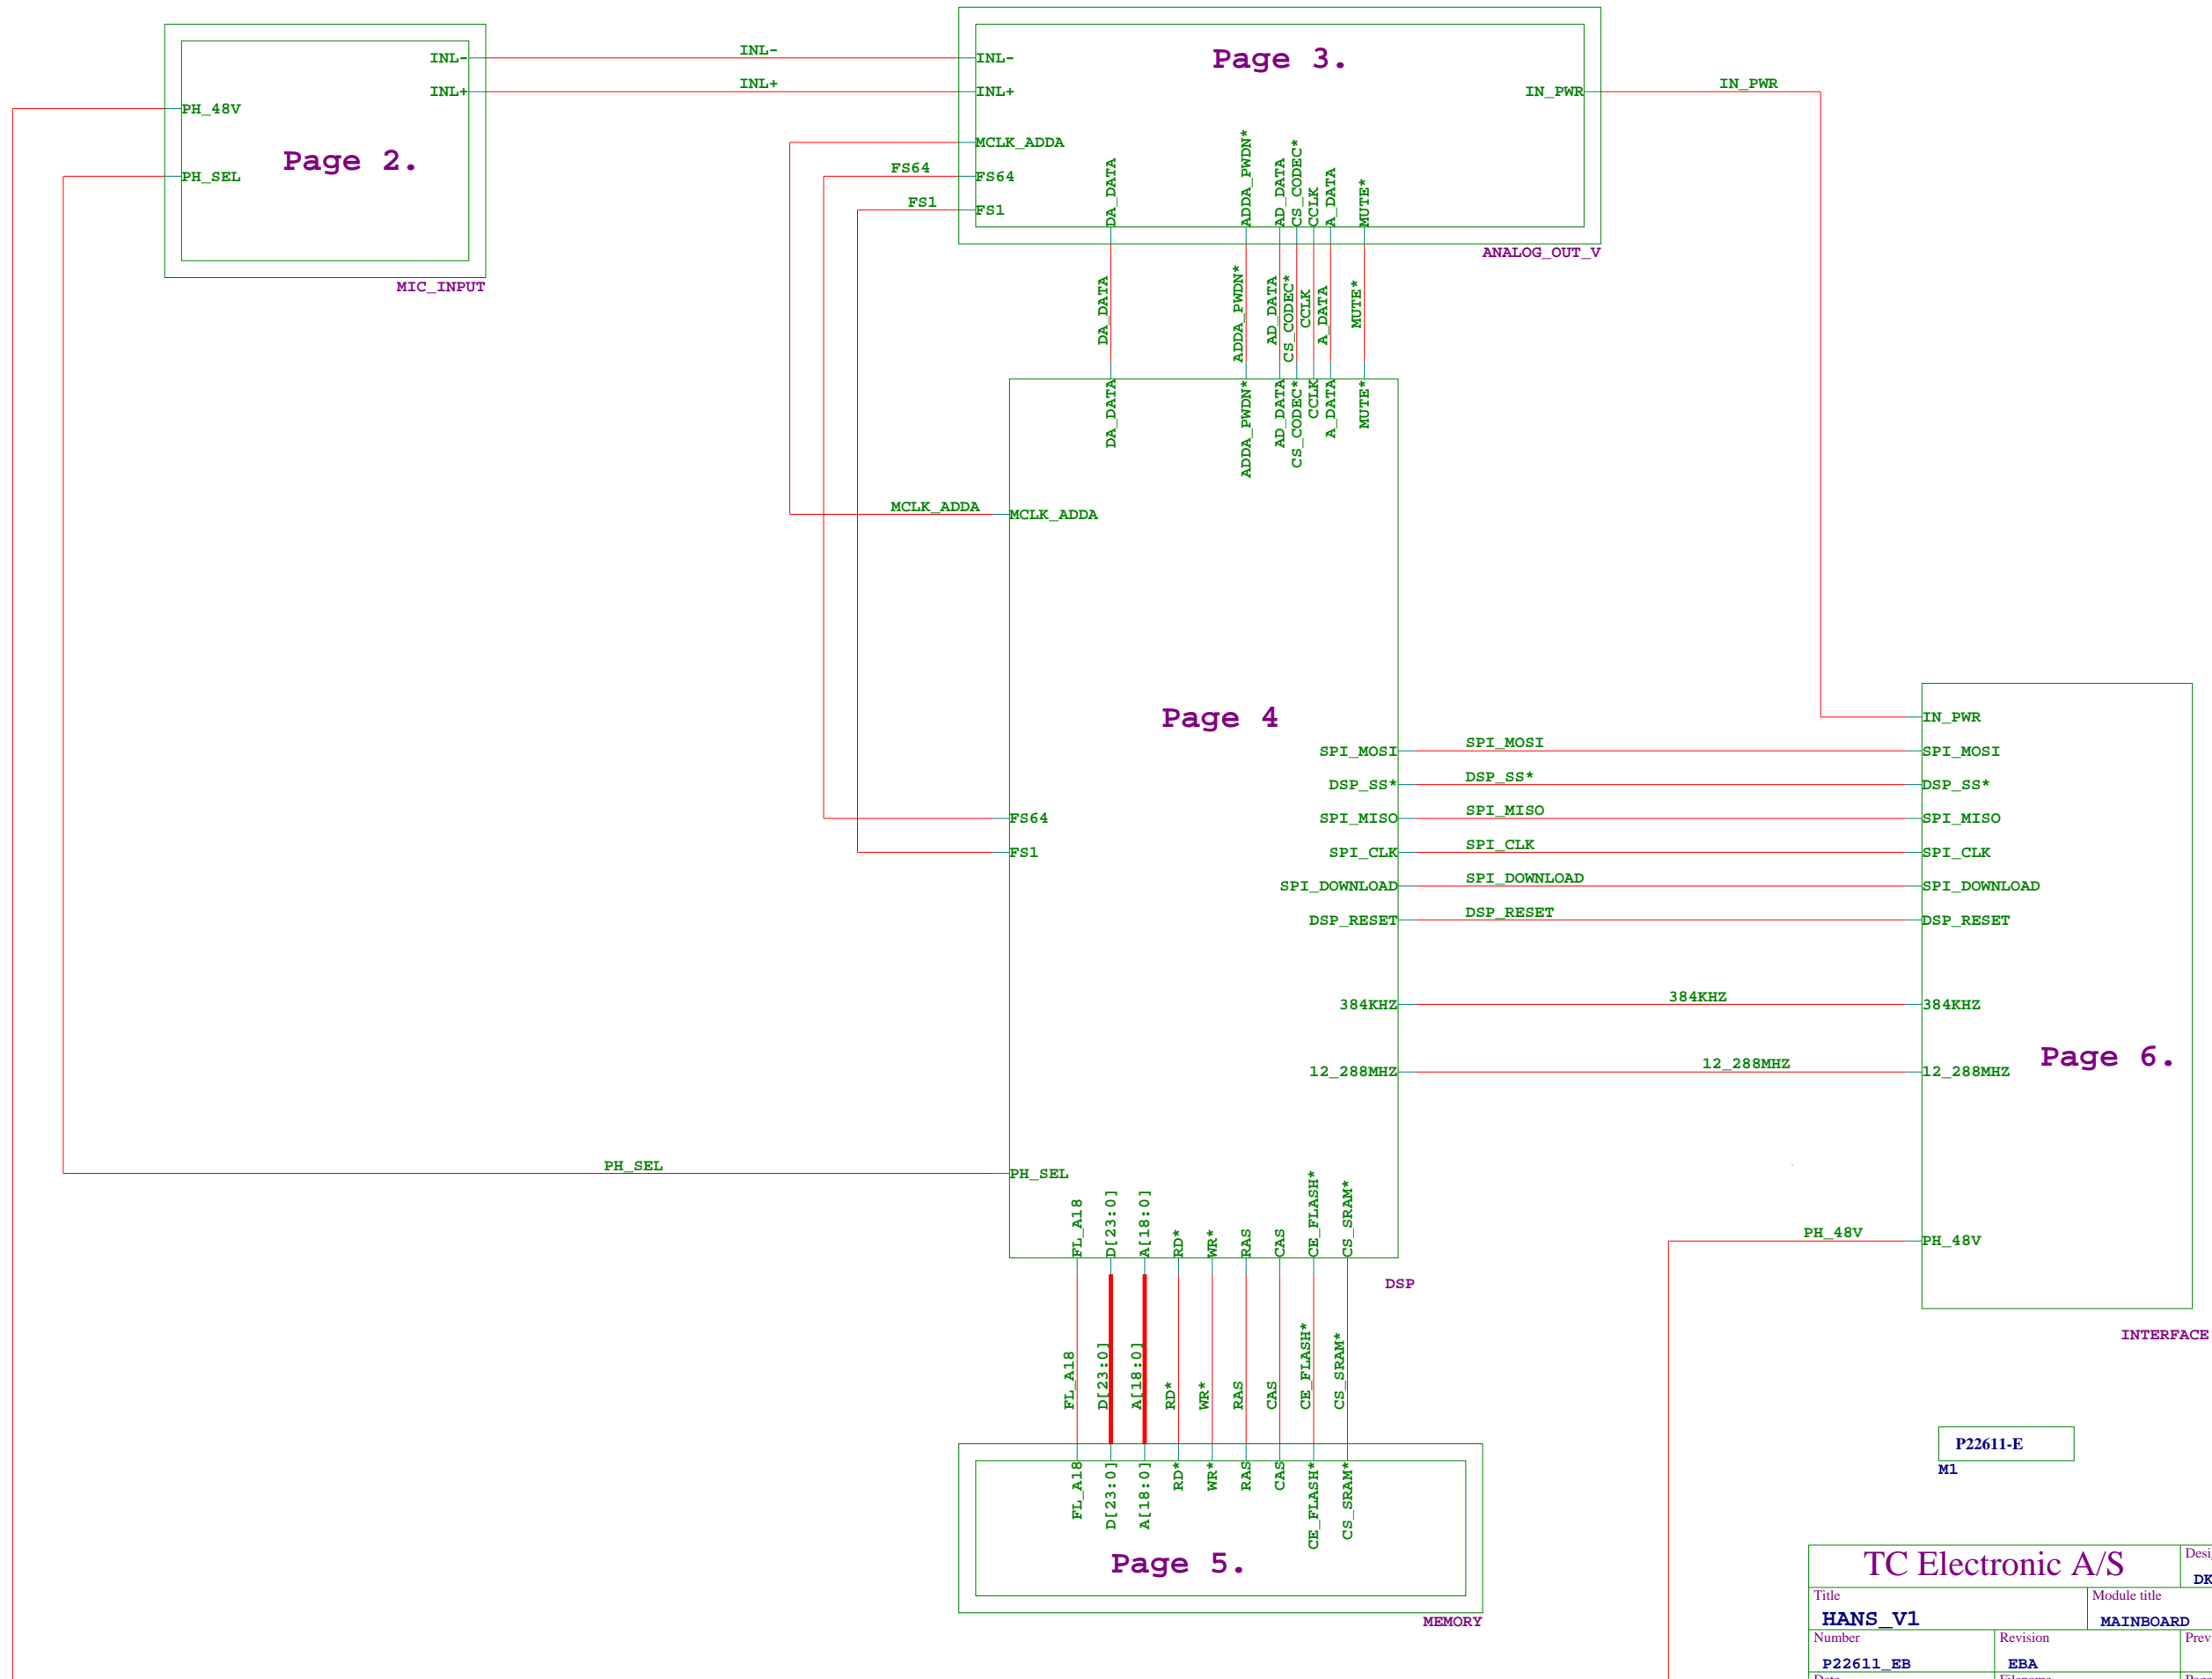 INL-
INL+
PH_48V
PH_SEL
Page 2.
MIC_INPUT
INL-
INL+
Page 3.
INL-
INL+
MCLK_ADDA
FS64
FS1
FS64
FS1
IN_PWR
IN_PWR
DA_DATA
ADDA_PWDN*
AD_DATA
CS_CODEC*
CCLK
A_DATA
MUTE*
ANALOG_OUT_V
DA_DATA
ADDA_PWDN*
AD_DATA
CS_CODEC*
CCLK
A_DATA
MUTE*
DA_DATA
ADDA_PWDN*
AD_DATA
CS_CODEC*
CCLK
A_DATA
MUTE*
MCLK_ADDA
MCLK_ADDA
Page 4
FS64
FS1
SPI_MOSI
DSP_SS*
SPI_MISO
SPI_CLK
SPI_DOWNLOAD
DSP_RESET
384KHZ
12_288MHZ
SPI_MOSI
DSP_SS*
SPI_MISO
SPI_CLK
SPI_DOWNLOAD
DSP_RESET
384KHZ
12_288MHZ
IN_PWR
SPI_MOSI
DSP_SS*
SPI_MISO
SPI_CLK
SPI_DOWNLOAD
DSP_RESET
384KHZ
Page 6.
12_288MHZ
PH_48V
PH_48V
INTERFACE
PH_SEL
PH_SEL
FL_A18
D[23:0]
A[18:0]
RD*
WR*
RAS
CAS
CE_FLASH*
CS_SRAM*
DSP
FL_A18
D[23:0]
A[18:0]
RD*
WR*
RAS
CAS
CE_FLASH*
CS_SRAM*
FL_A18
D[23:0]
A[18:0]
RD*
WR*
RAS
CAS
CE_FLASH*
CS_SRAM*
Page 5.
MEMORY
P22611-E
M1
TC Electronic A/S
DK
Title
Module title
HANS_V1
MAINBOARD
Number
Revision
P22611_EB
EBA